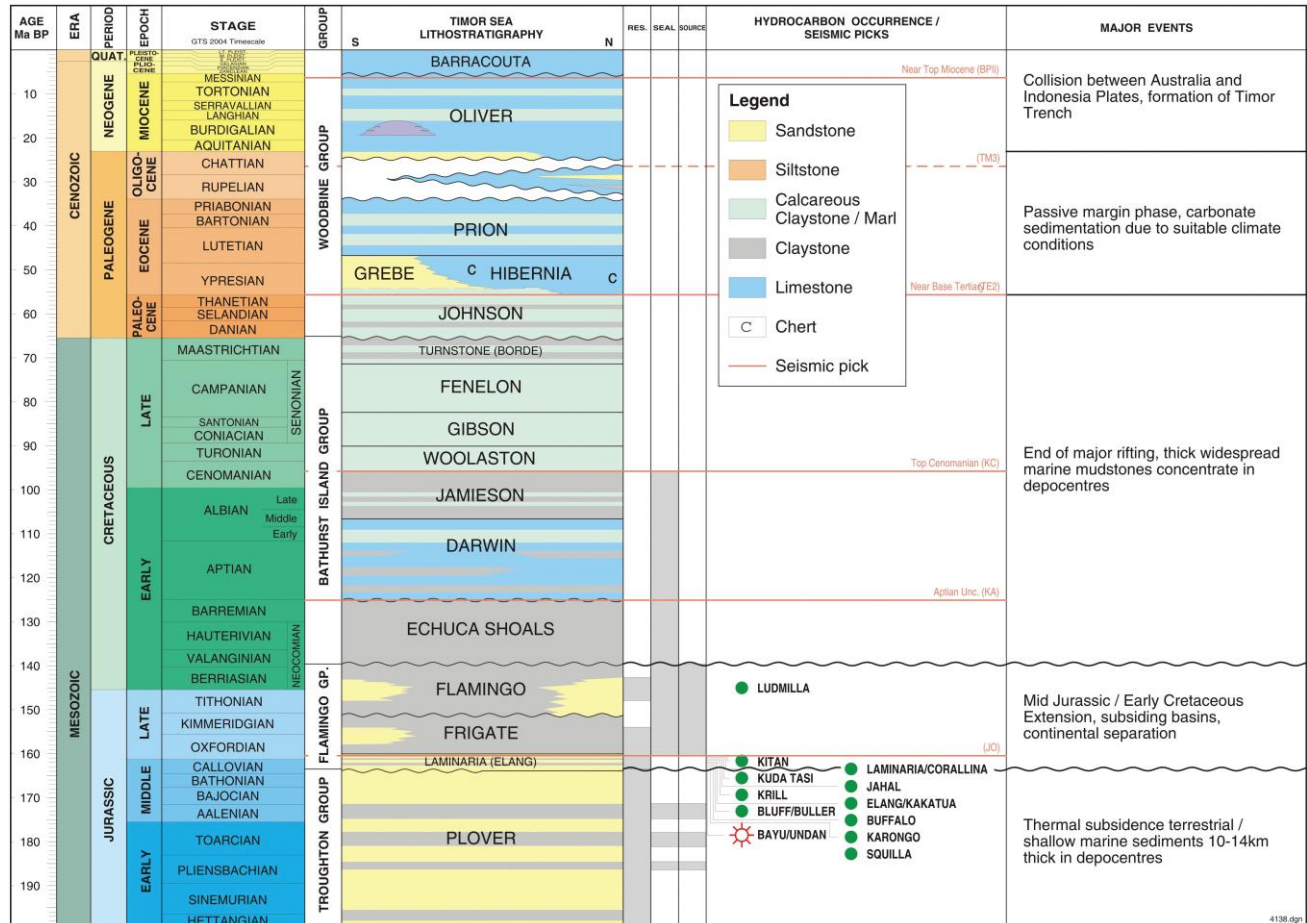 AGE
Ma BP
ERA
PERIOD
EPOCH
STAGE
GTS 2004 Timescale
GROUP
TIMOR SEA
LITHOSTRATIGRAPHY
S
N
RES.
SEAL
SOURCE
HYDROCARBON OCCURRENCE /
SEISMIC PICKS
MAJOR EVENTS
10
20
30
40
50
60
70
80
90
100
110
120
130
140
150
160
170
180
190
CENOZOIC
MESOZOIC
QUAT.
NEOGENE
PALEOGENE
CRETACEOUS
JURASSIC
PLEISTO-
CENE
PLIO-
CENE
MIOCENE
OLIGO-
CENE
EOCENE
PALEO-
CENE
LATE
EARLY
LATE
MIDDLE
EARLY
MESSINIAN
TORTONIAN
SERRAVALLIAN
LANGHIAN
BURDIGALIAN
AQUITANIAN
CHATTIAN
RUPELIAN
PRIABONIAN
BARTONIAN
LUTETIAN
YPRESIAN
THANETIAN
SELANDIAN
DANIAN
MAASTRICHTIAN
CAMPANIAN
SANTONIAN
CONIACIAN
SENONIAN
TURONIAN
CENOMANIAN
ALBIAN
Late
Middle
Early
APTIAN
BARREMIAN
HAUTERIVIAN
VALANGINIAN
BERRIASIAN
NEOCOMIAN
TITHONIAN
KIMMERIDGIAN
OXFORDIAN
CALLOVIAN
BATHONIAN
BAJOCIAN
AALENIAN
TOARCIAN
PLIENSBACHIAN
SINEMURIAN
HETTANGIAN
WOODBINE GROUP
BATHURST ISLAND GROUP
FLAMINGO GP.
TROUGHTON GROUP
BARRACOUTA
OLIVER
PRION
GREBE
C
HIBERNIA
C
JOHNSON
TURNSTONE (BORDE)
FENELON
GIBSON
WOOLASTON
JAMIESON
DARWIN
ECHUCA SHOALS
FLAMINGO
FRIGATE
LAMINARIA (ELANG)
PLOVER
Near Top Miocene (BPli)
(TM3)
Near Base Tertiary(TE2)
Top Cenomanian (KC)
Aptian Unc. (KA)
(JO)
Legend
Sandstone
Siltstone
Calcareous
Claystone / Marl
Claystone
Limestone
C
Chert
Seismic pick
LUDMILLA
KITAN
KUDA TASI
KRILL
BLUFF/BULLER
BAYU/UNDAN
LAMINARIA/CORALLINA
JAHAL
ELANG/KAKATUA
BUFFALO
KARONGO
SQUILLA
Collision between Australia and
Indonesia Plates, formation of Timor
Trench
Passive margin phase, carbonate
sedimentation due to suitable climate
conditions
End of major rifting, thick widespread
marine mudstones concentrate in
depocentres
Mid Jurassic / Early Cretaceous
Extension, subsiding basins,
continental separation
Thermal subsidence terrestrial /
shallow marine sediments 10-14km
thick in depocentres
4138.dgn